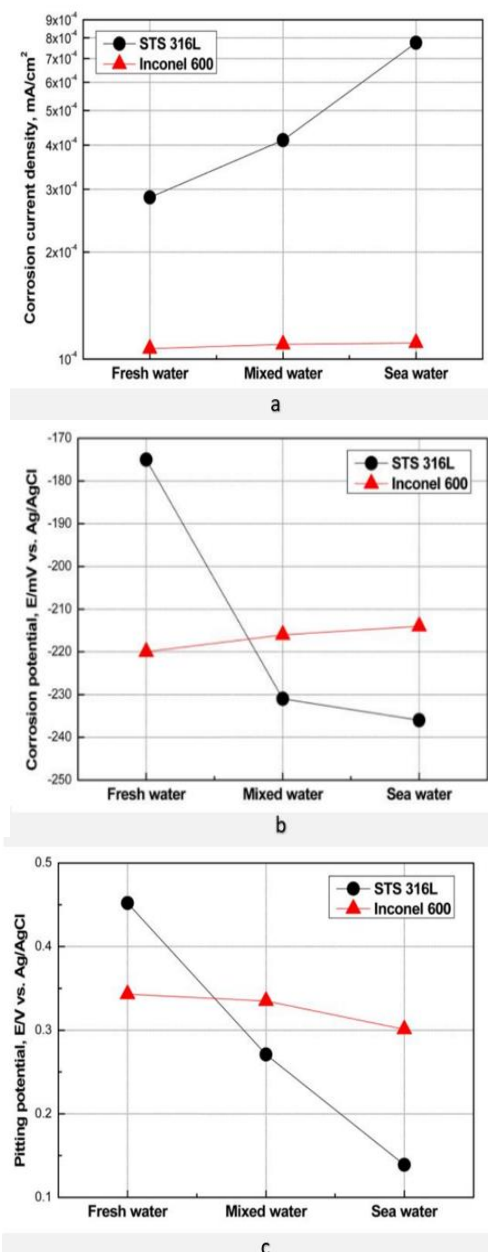 Corrosion current density, mA/cm²
9x10⁻⁴
8x10⁻⁴
7x10⁻⁴
6x10⁻⁴
5x10⁻⁴
4x10⁻⁴
3x10⁻⁴
2x10⁻⁴
10⁻⁴
STS 316L
Inconel 600
Fresh water Mixed water Sea water
a
Corrosion potential, E/mV vs. Ag/AgCl
-170
-180
-190
-200
-210
-220
-230
-240
-250
STS 316L
Inconel 600
Fresh water Mixed water Sea water
b
Pitting potential, E/V vs. Ag/AgCl
0.5
0.4
0.3
0.2
0.1
STS 316L
Inconel 600
Fresh water Mixed water Sea water
c